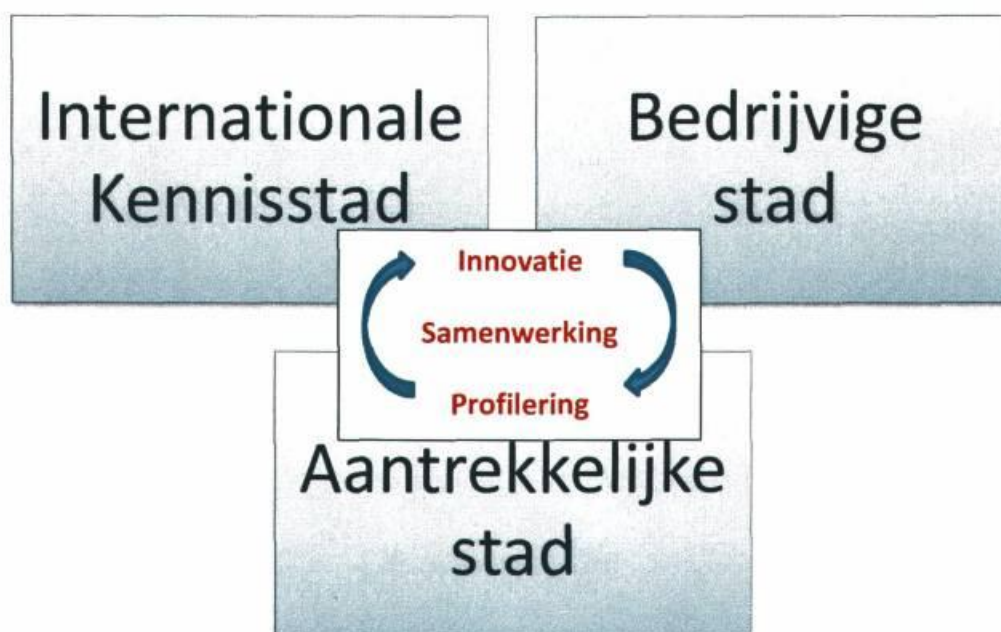 Internationale
Kennisstad
Bedrijvige
stad
Innovatie
Samenwerking
Profilering
Aantrekkelijke
stad